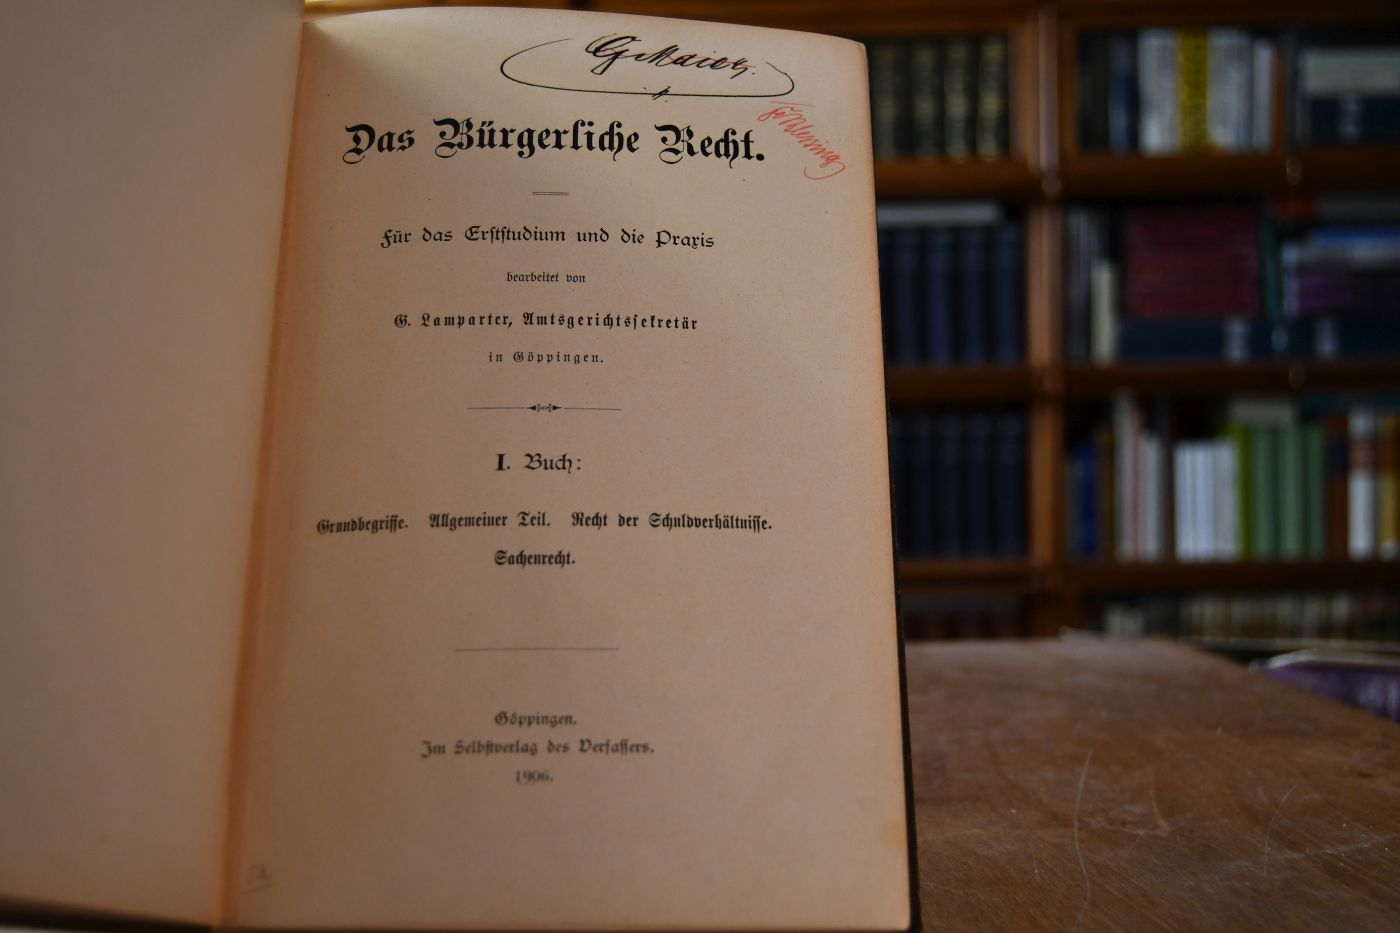 G. Maier.
Das Bürgerliche Recht.
Für das Erststudium und die Praxis
bearbeitet von
G. Lamparter, Amtsgerichtssekretär
in Göppingen.
I. Buch:
Grundbegriffe. Allgemeiner Teil. Recht der Schuldverhältnisse.
Sachenrecht.
Göppingen.
Im Selbstverlag des Verfassers.
1906.